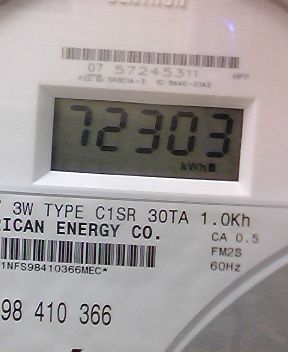 07 57245311
72303
kWh
3W TYPE C1SR 30TA 1.0Kh
RICAN ENERGY CO.
CA 0.5
FM2S
60Hz
1NFS98410366MEC*
98 410 366